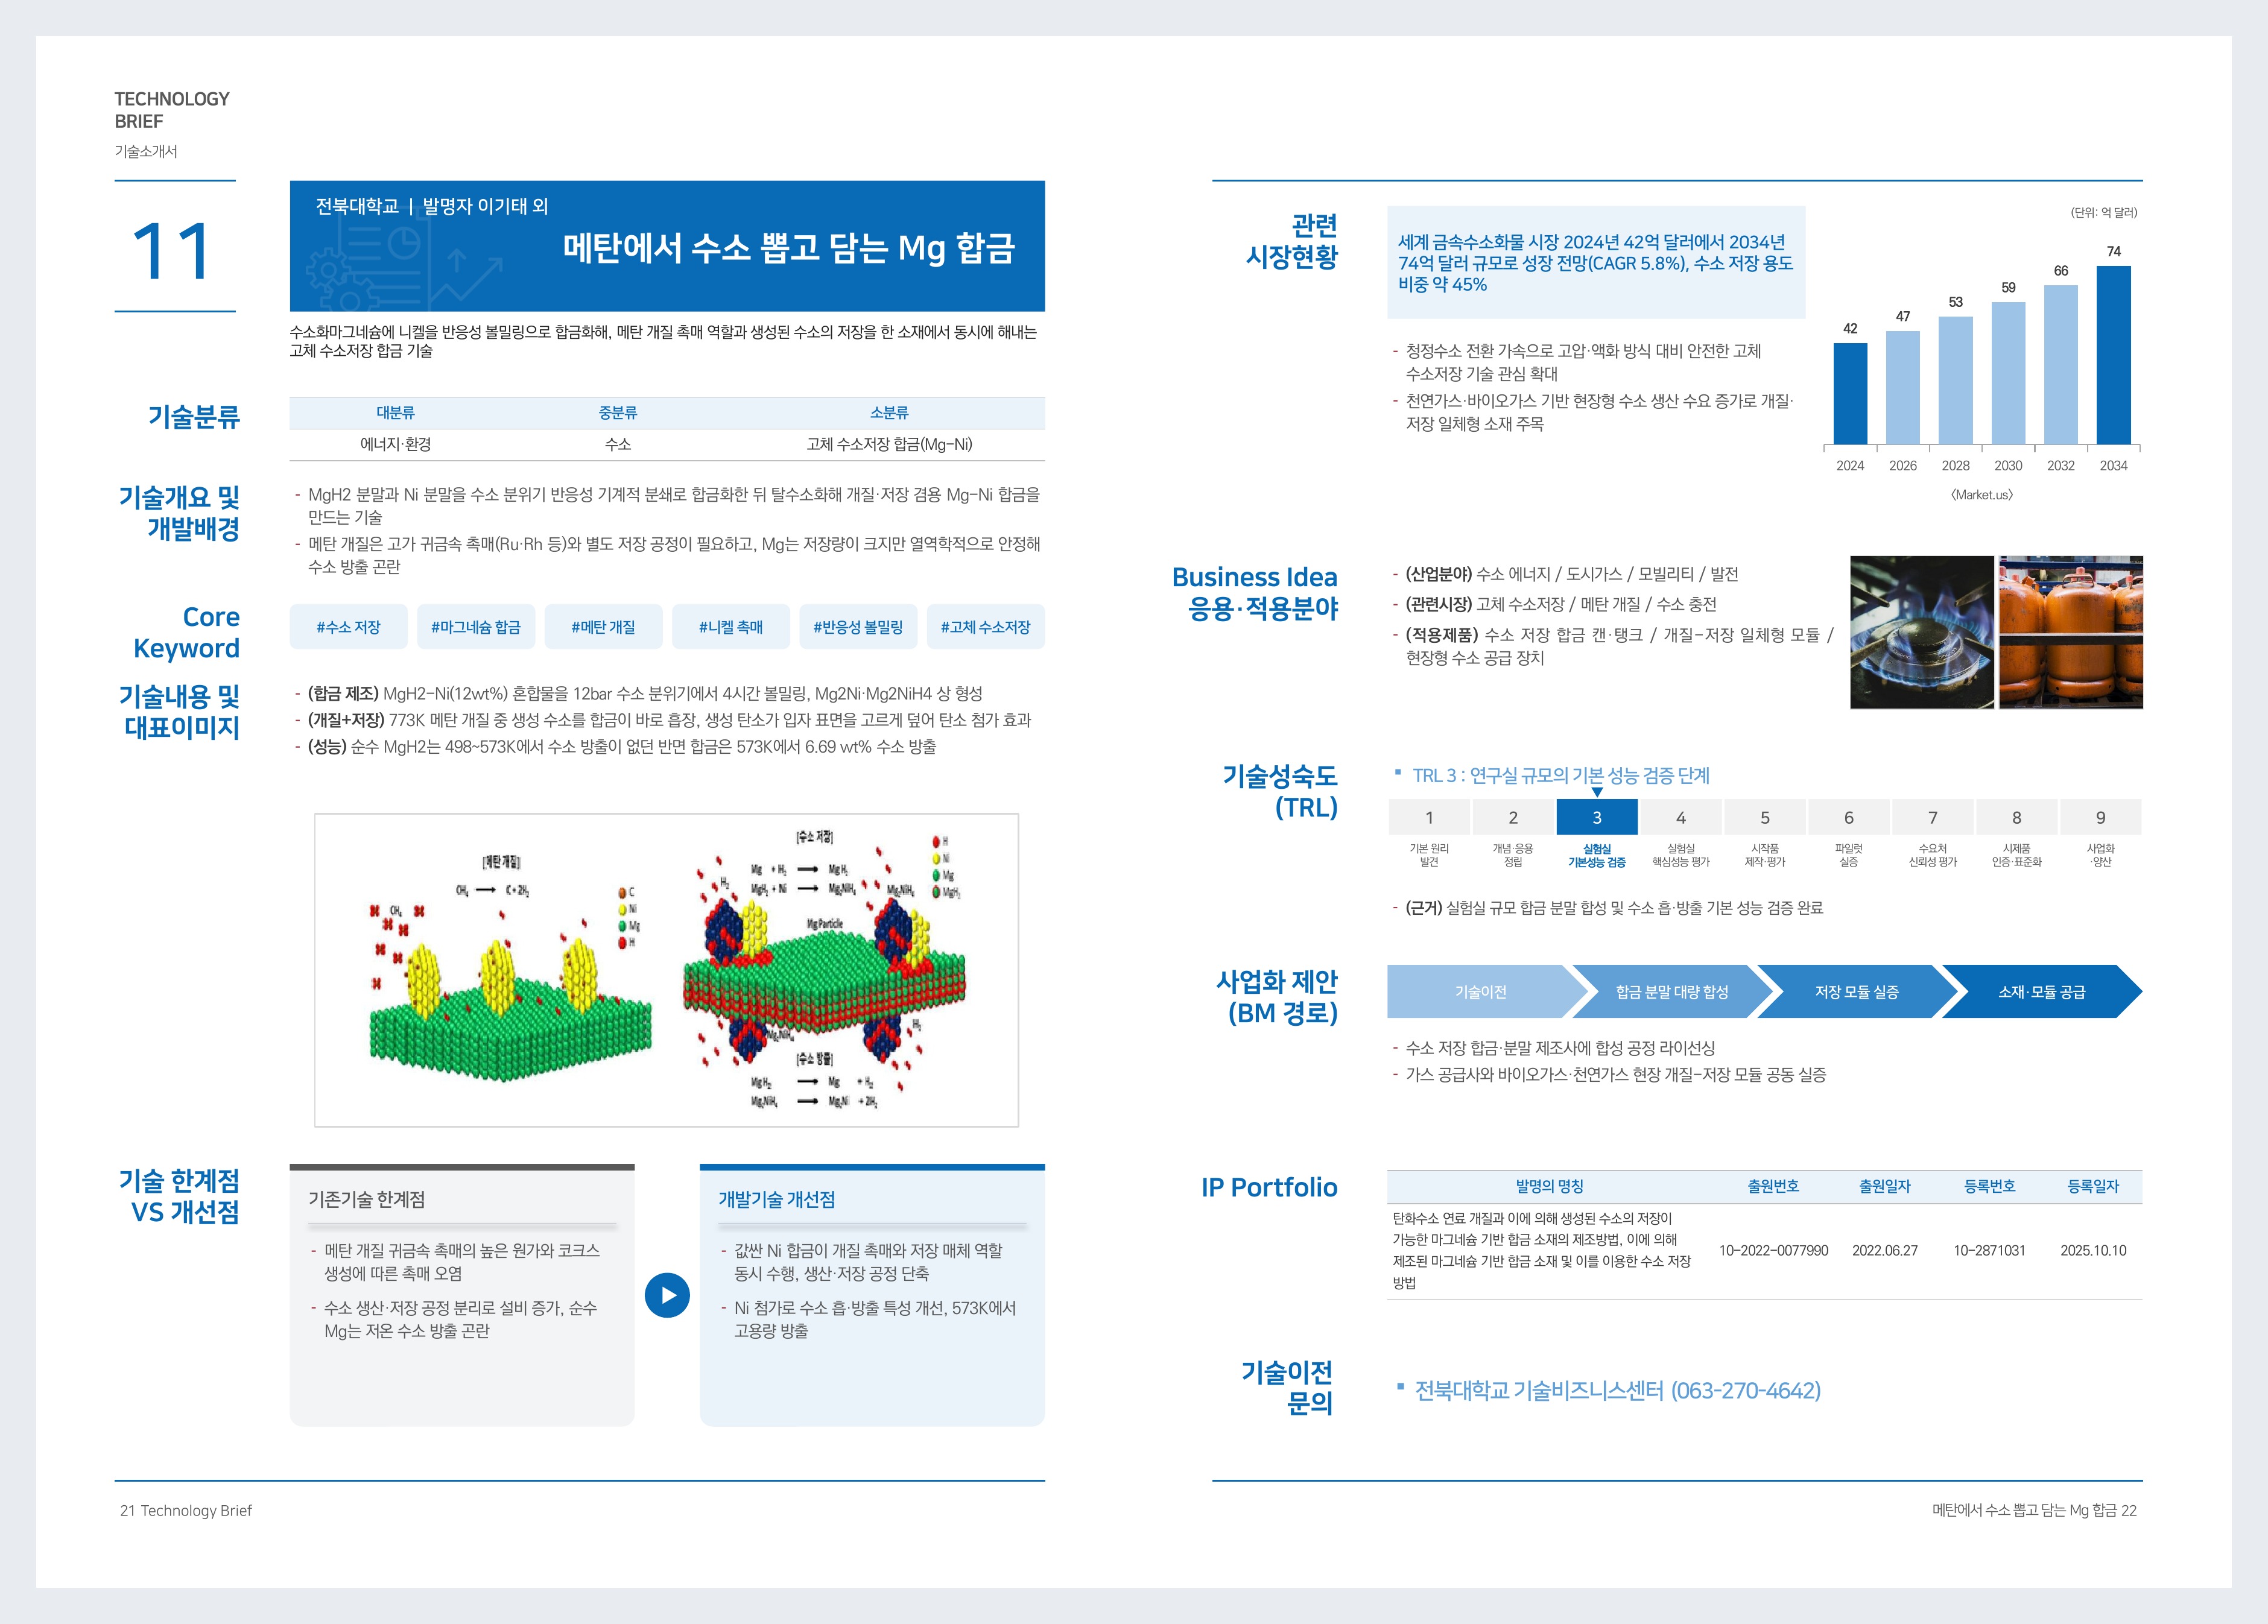 TECHNOLOGY
BRIEF
기술소개서
11
전북대학교 | 발명자 이기태 외
메탄에서 수소 뽑고 담는 Mg 합금
수소화마그네슘에 니켈을 반응성 볼밀링으로 합금화해, 메탄 개질 촉매 역할과 생성된 수소의 저장을 한 소재에서 동시에 해내는
고체 수소저장 합금 기술
기술분류
대분류 중분류 소분류
에너지·환경 수소 고체 수소저장 합금(Mg-Ni)
기술개요 및
개발배경
- MgH2 분말과 Ni 분말을 수소 분위기 반응성 기계적 분쇄로 합금화한 뒤 탈수소화해 개질·저장 겸용 Mg-Ni 합금을
만드는 기술
- 메탄 개질은 고가 귀금속 촉매(Ru·Rh 등)와 별도 저장 공정이 필요하고, Mg는 저장량이 크지만 열역학적으로 안정해
수소 방출 곤란
Core
Keyword
#수소 저장 #마그네슘 합금 #메탄 개질 #니켈 촉매 #반응성 볼밀링 #고체 수소저장
기술내용 및
대표이미지
- (합금 제조) MgH2-Ni(12wt%) 혼합물을 12bar 수소 분위기에서 4시간 볼밀링, Mg2Ni·Mg2NiH4 상 형성
- (개질+저장) 773K 메탄 개질 중 생성 수소를 합금이 바로 흡장, 생성 탄소가 입자 표면을 고르게 덮어 탄소 첨가 효과
- (성능) 순수 MgH2는 498~573K에서 수소 방출이 없던 반면 합금은 573K에서 6.69 wt% 수소 방출
[메탄 개질]
CH₄ → C + 2H₂
CH₄
C
Ni
Mg
H
[수소 저장]
Mg + H₂ → MgH₂
MgH₂ + Ni → Mg₂NiH₄
H₂
Mg₂NiH₄
H
Ni
Mg
MgH₂
Mg Particle
Mg₂NiH₄
H₂
[수소 방출]
MgH₂ → Mg + H₂
Mg₂NiH₄ → Mg₂Ni + 2H₂
기술 한계점
VS 개선점
기존기술 한계점
- 메탄 개질 귀금속 촉매의 높은 원가와 코크스
생성에 따른 촉매 오염
- 수소 생산·저장 공정 분리로 설비 증가, 순수
Mg는 저온 수소 방출 곤란
개발기술 개선점
- 값싼 Ni 합금이 개질 촉매와 저장 매체 역할
동시 수행, 생산·저장 공정 단축
- Ni 첨가로 수소 흡·방출 특성 개선, 573K에서
고용량 방출
21 Technology Brief
관련
시장현황
세계 금속수소화물 시장 2024년 42억 달러에서 2034년
74억 달러 규모로 성장 전망(CAGR 5.8%), 수소 저장 용도
비중 약 45%
- 청정수소 전환 가속으로 고압·액화 방식 대비 안전한 고체
수소저장 기술 관심 확대
- 천연가스·바이오가스 기반 현장형 수소 생산 수요 증가로 개질·
저장 일체형 소재 주목
(단위: 억 달러)
42 47 53 59 66 74
2024 2026 2028 2030 2032 2034
〈Market.us〉
Business Idea
응용·적용분야
- (산업분야) 수소 에너지 / 도시가스 / 모빌리티 / 발전
- (관련시장) 고체 수소저장 / 메탄 개질 / 수소 충전
- (적용제품) 수소 저장 합금 캔·탱크 / 개질-저장 일체형 모듈 /
현장형 수소 공급 장치
기술성숙도
(TRL)
▪ TRL 3 : 연구실 규모의 기본 성능 검증 단계
1 2 3 4 5 6 7 8 9
기본 원리 개념·응용 실험실 실험실 시작품 파일럿 수요처 시제품 사업화
발견 정립 기본성능 검증 핵심성능 평가 제작·평가 실증 신뢰성 평가 인증·표준화 ·양산
- (근거) 실험실 규모 합금 분말 합성 및 수소 흡·방출 기본 성능 검증 완료
사업화 제안
(BM 경로)
기술이전 합금 분말 대량 합성 저장 모듈 실증 소재·모듈 공급
- 수소 저장 합금·분말 제조사에 합성 공정 라이선싱
- 가스 공급사와 바이오가스·천연가스 현장 개질-저장 모듈 공동 실증
IP Portfolio
발명의 명칭 출원번호 출원일자 등록번호 등록일자
탄화수소 연료 개질과 이에 의해 생성된 수소의 저장이
가능한 마그네슘 기반 합금 소재의 제조방법, 이에 의해
제조된 마그네슘 기반 합금 소재 및 이를 이용한 수소 저장
방법
10-2022-0077990 2022.06.27 10-2871031 2025.10.10
기술이전
문의
▪ 전북대학교 기술비즈니스센터 (063-270-4642)
메탄에서 수소 뽑고 담는 Mg 합금 22